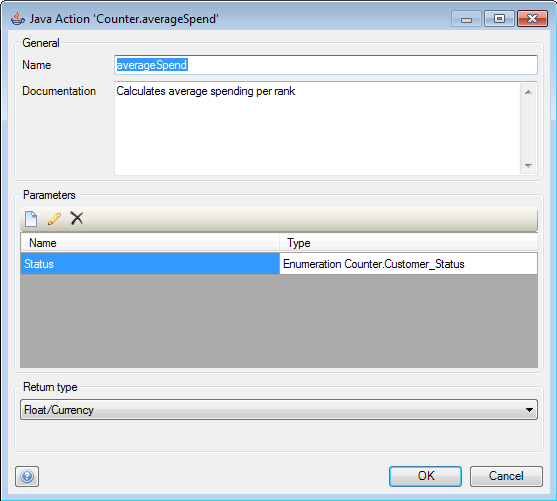 Java Action 'Counter.averageSpend'
General
Name averageSpend
Documentation Calculates average spending per rank
Parameters
Name Type
Status Enumeration Counter.Customer_Status
Return type
Float/Currency
? OK Cancel